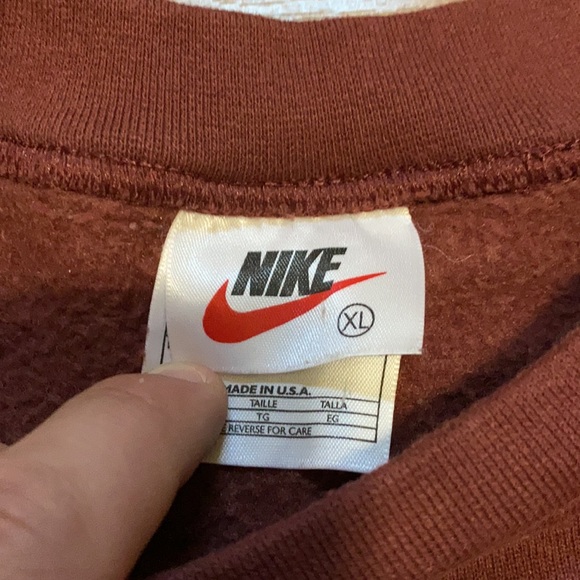 NIKE
XL
MADE IN U.S.A.
TAILLE TALLA
TG EG
REVERSE FOR CARE